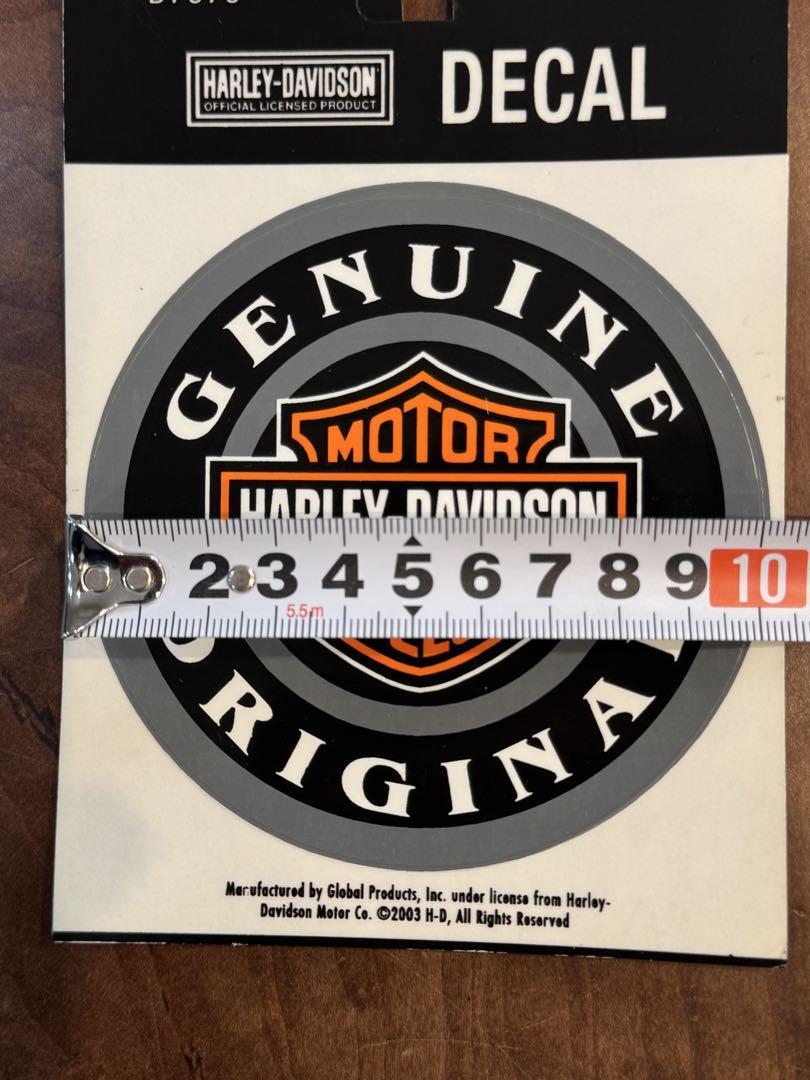 HARLEY-DAVIDSON
OFFICIAL LICENSED PRODUCT
DECAL
GENUINE
MOTOR
HARLEY-DAVIDSON
2 3 4 5 6 7 8 9 10
5.5m
ORIGINAL
Manufactured by Global Products, Inc. under license from Harley-
Davidson Motor Co. ©2003 H-D, All Rights Reserved